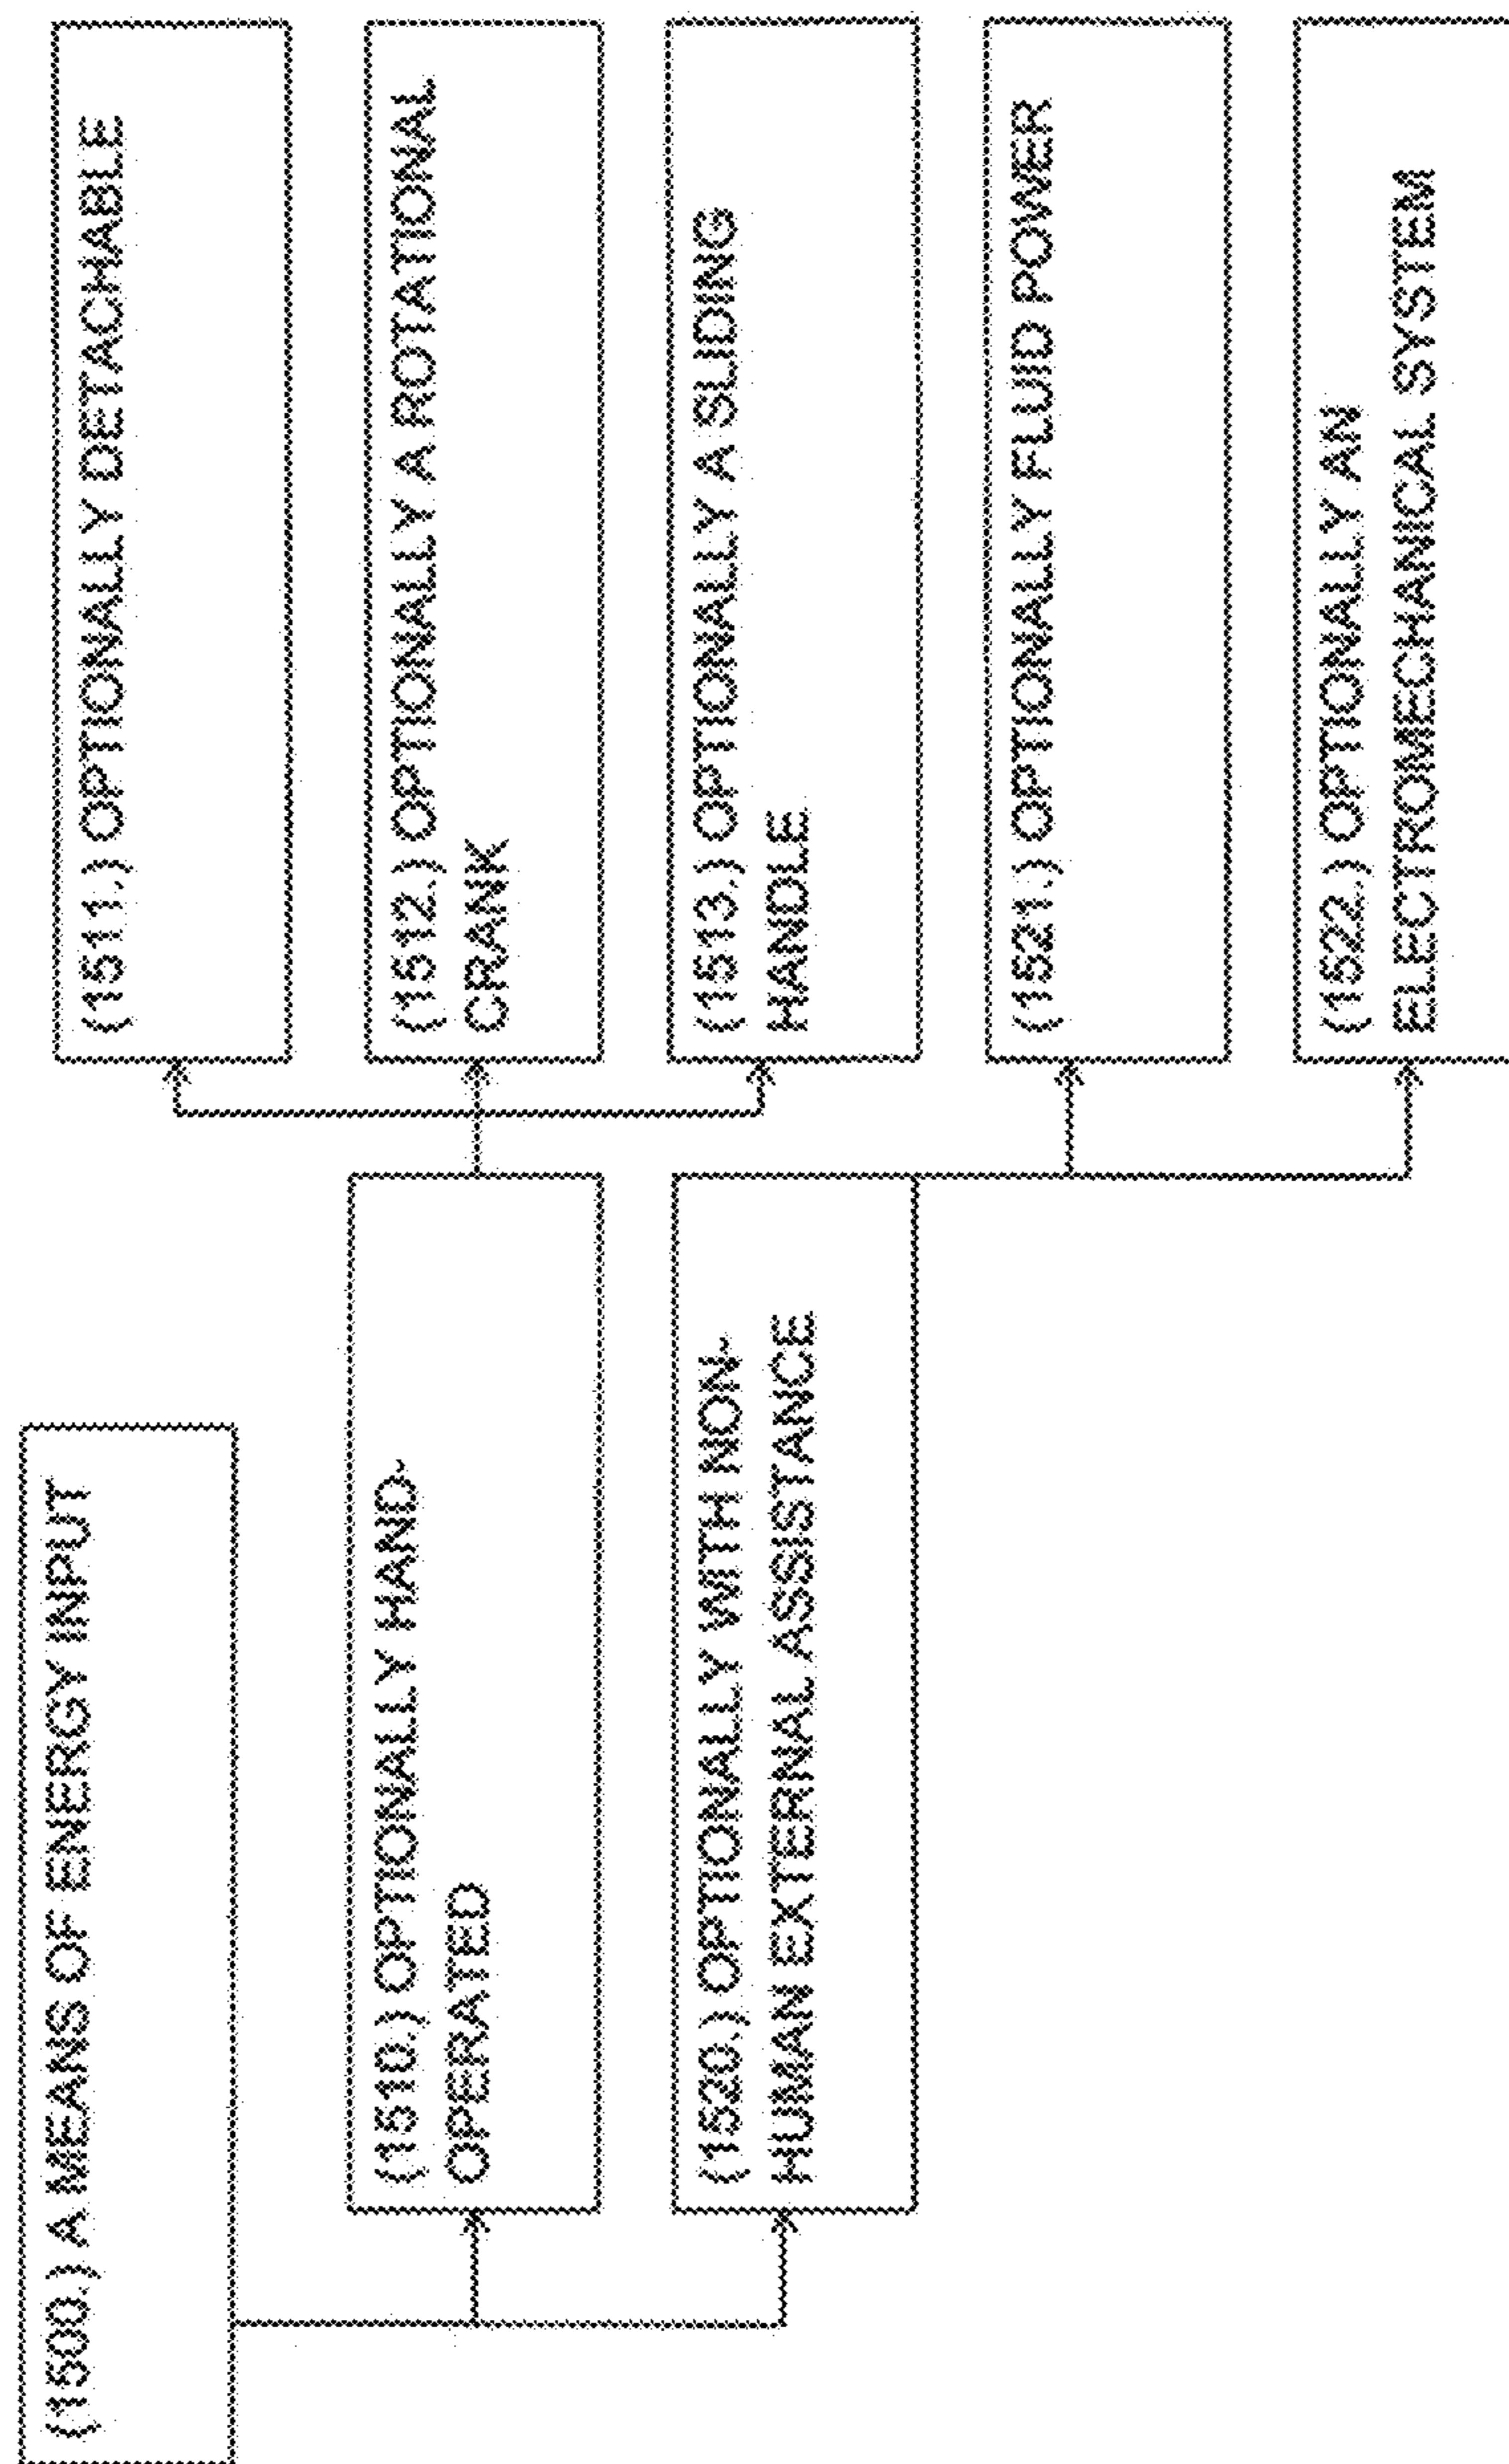 (1500.) A MEANS OF ENERGY INPUT
(1510.) OPTIONALLY HAND-
OPERATED
(1520.) OPTIONALLY WITH NON-
HUMAN EXTERNAL ASSISTANCE
(1511.) OPTIONALLY DETACHABLE
(1512.) OPTIONALLY A ROTATIONAL
CRANK
(1513.) OPTIONALLY A SLIDING
HANDLE
(1521.) OPTIONALLY FLUID POWER
(1522.) OPTIONALLY AN
ELECTROMECHANICAL SYSTEM